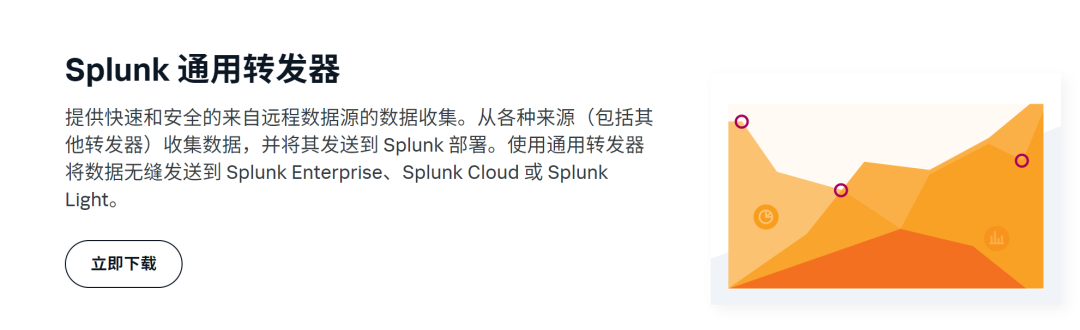 Splunk 通用转发器
提供快速和安全的来自远程数据源的数据收集。从各种来源（包括其
他转发器）收集数据，并将其发送到 Splunk 部署。使用通用转发器
将数据无缝发送到 Splunk Enterprise、Splunk Cloud 或 Splunk
Light。
立即下载